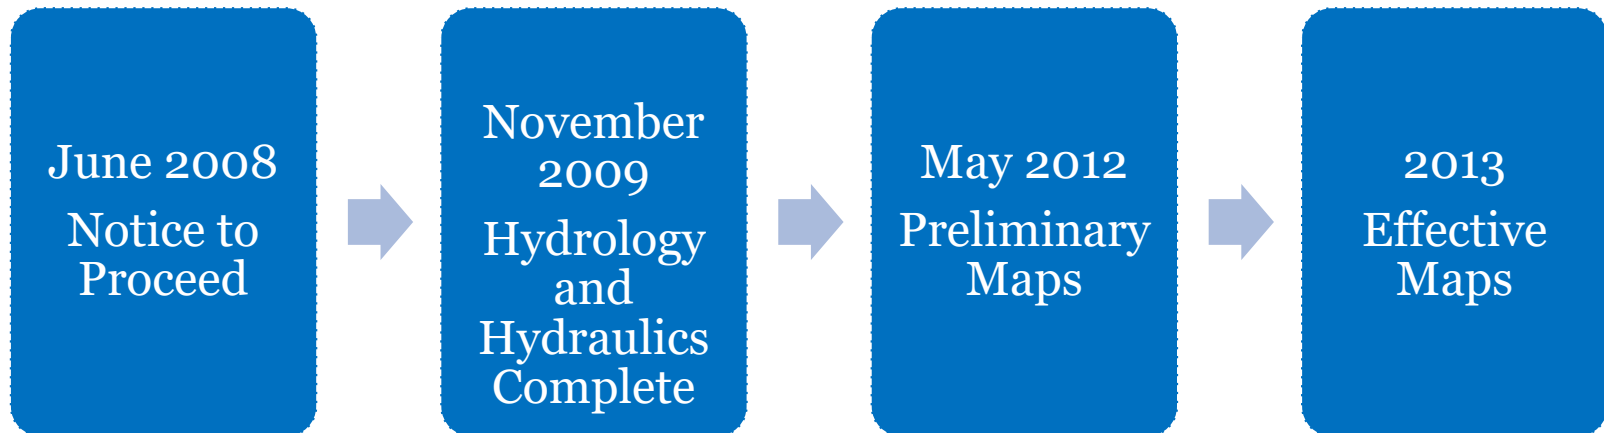 June 2008
Notice to
Proceed
November
2009
Hydrology
and
Hydraulics
Complete
May 2012
Preliminary
Maps
2013
Effective
Maps